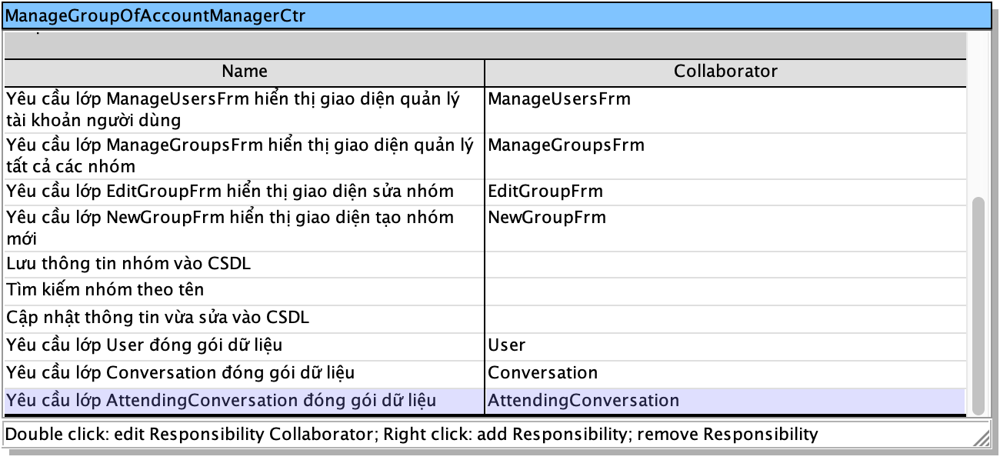 ManageGroupOfAccountManagerCtr
Name Collaborator
Yêu cầu lớp ManageUsersFrm hiển thị giao diện quản lý ManageUsersFrm
tài khoản người dùng
Yêu cầu lớp ManageGroupsFrm hiển thị giao diện quản lý ManageGroupsFrm
tất cả các nhóm
Yêu cầu lớp EditGroupFrm hiển thị giao diện sửa nhóm EditGroupFrm
Yêu cầu lớp NewGroupFrm hiển thị giao diện tạo nhóm NewGroupFrm
mới
Lưu thông tin nhóm vào CSDL
Tìm kiếm nhóm theo tên
Cập nhật thông tin vừa sửa vào CSDL
Yêu cầu lớp User đóng gói dữ liệu User
Yêu cầu lớp Conversation đóng gói dữ liệu Conversation
Yêu cầu lớp AttendingConversation đóng gói dữ liệu AttendingConversation
Double click: edit Responsibility Collaborator; Right click: add Responsibility; remove Responsibility